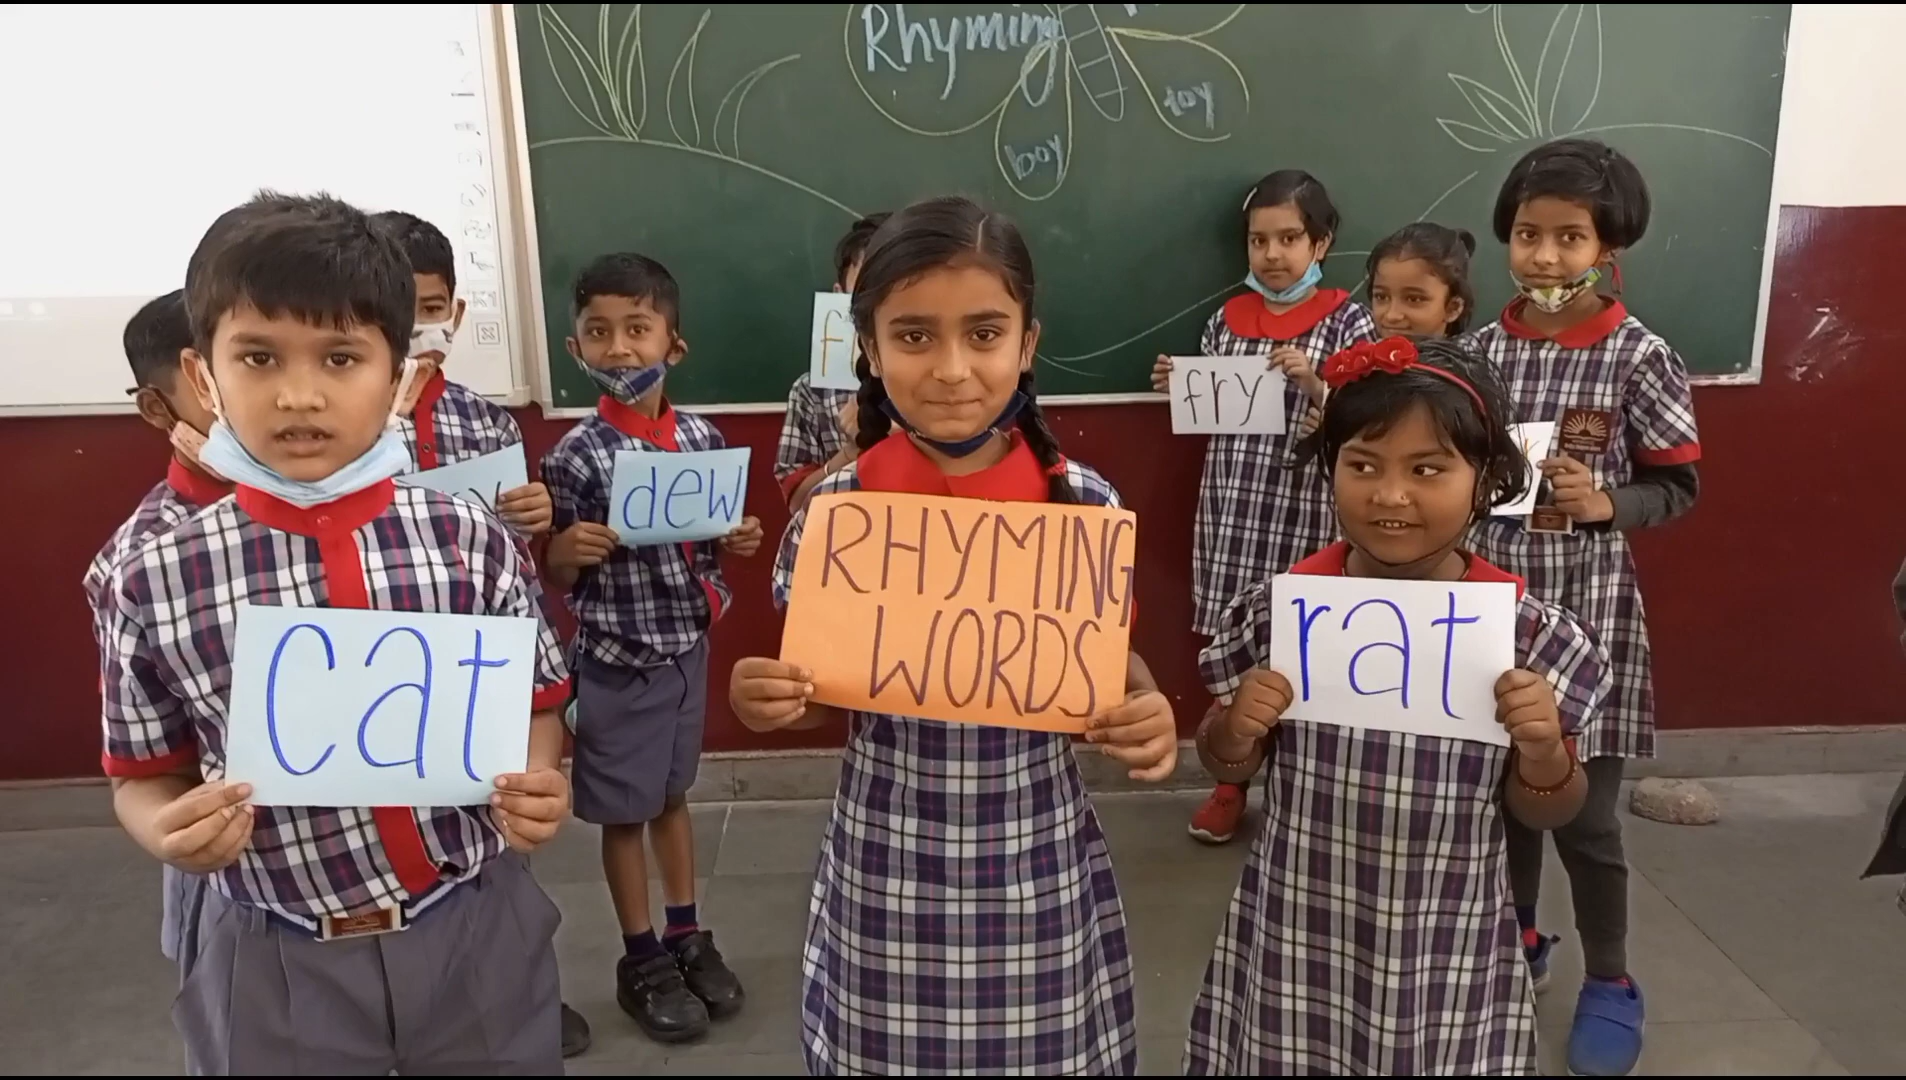 Rhyming
toy
boy
fry
dew
RHYMING
WORDS
cat
rat